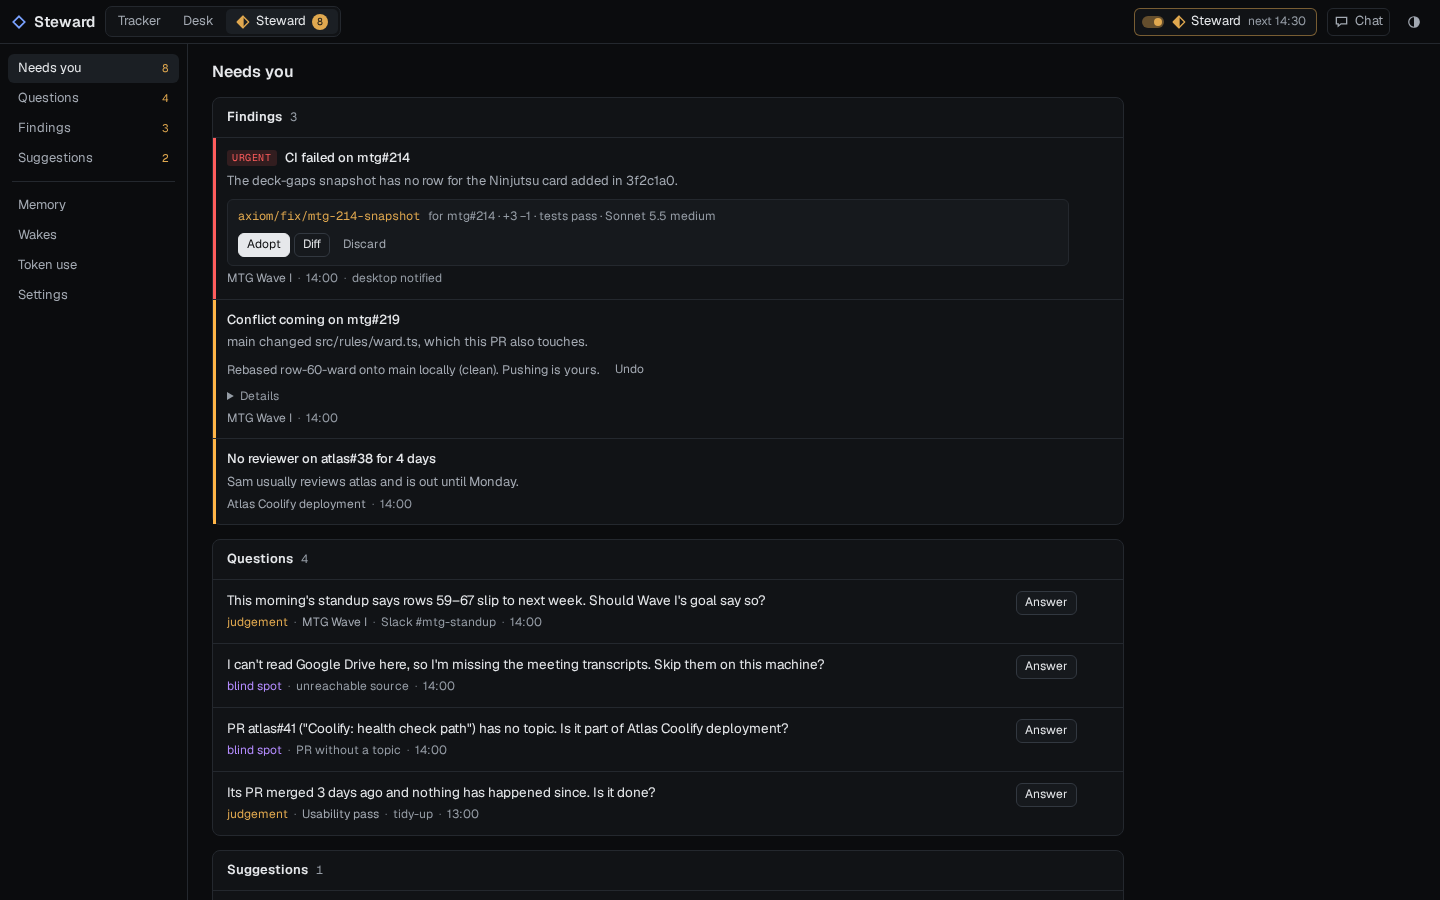 Steward
Tracker
Desk
Steward 8
Steward next 14:30
Chat
Needs you 8
Questions 4
Findings 3
Suggestions 2
Memory
Wakes
Token use
Settings
Needs you
Findings 3
URGENT CI failed on mtg#214
The deck-gaps snapshot has no row for the Ninjutsu card added in 3f2c1a0.
axiom/fix/mtg-214-snapshot for mtg#214 · +3 −1 · tests pass · Sonnet 5.5 medium
Adopt Diff Discard
MTG Wave I · 14:00 · desktop notified
Conflict coming on mtg#219
main changed src/rules/ward.ts, which this PR also touches.
Rebased row-60-ward onto main locally (clean). Pushing is yours. Undo
Details
MTG Wave I · 14:00
No reviewer on atlas#38 for 4 days
Sam usually reviews atlas and is out until Monday.
Atlas Coolify deployment · 14:00
Questions 4
This morning's standup says rows 59–67 slip to next week. Should Wave I's goal say so?
Answer
judgement · MTG Wave I · Slack #mtg-standup · 14:00
I can't read Google Drive here, so I'm missing the meeting transcripts. Skip them on this machine?
Answer
blind spot · unreachable source · 14:00
PR atlas#41 ("Coolify: health check path") has no topic. Is it part of Atlas Coolify deployment?
Answer
blind spot · PR without a topic · 14:00
Its PR merged 3 days ago and nothing has happened since. Is it done?
Answer
judgement · Usability pass · tidy-up · 13:00
Suggestions 1